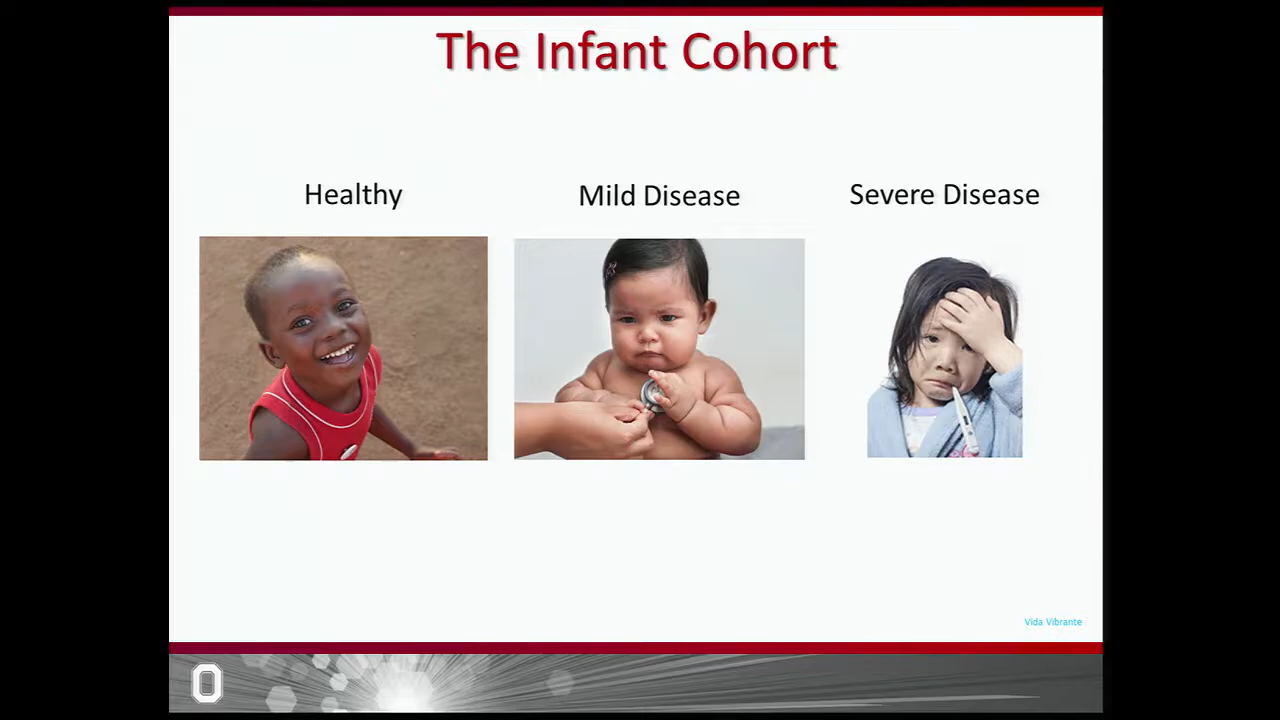 The Infant Cohort
Healthy
Mild Disease
Severe Disease
Vida Vibrante